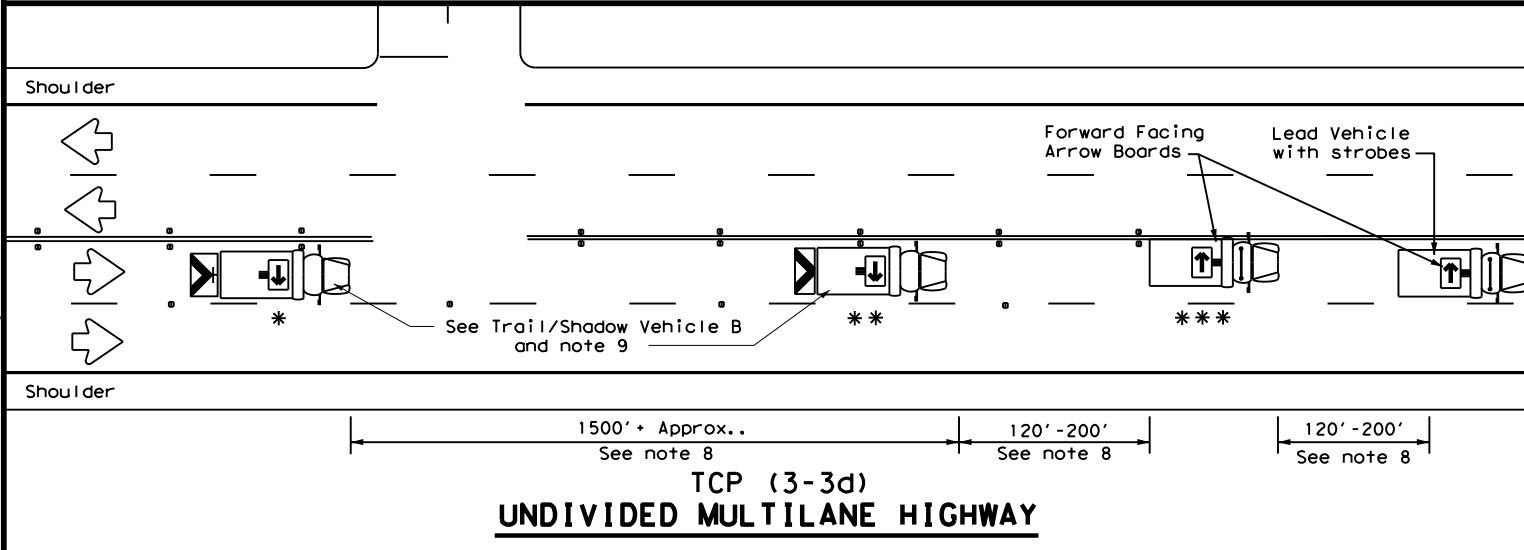 Shoulder
Forward Facing
Arrow Boards
Lead Vehicle
with strobes
*
**
***
See Trail/Shadow Vehicle B
and note 9
Shoulder
1500'+ Approx..
See note 8
120'-200'
See note 8
120'-200'
See note 8
TCP (3-3d)
UNDIVIDED MULTILANE HIGHWAY